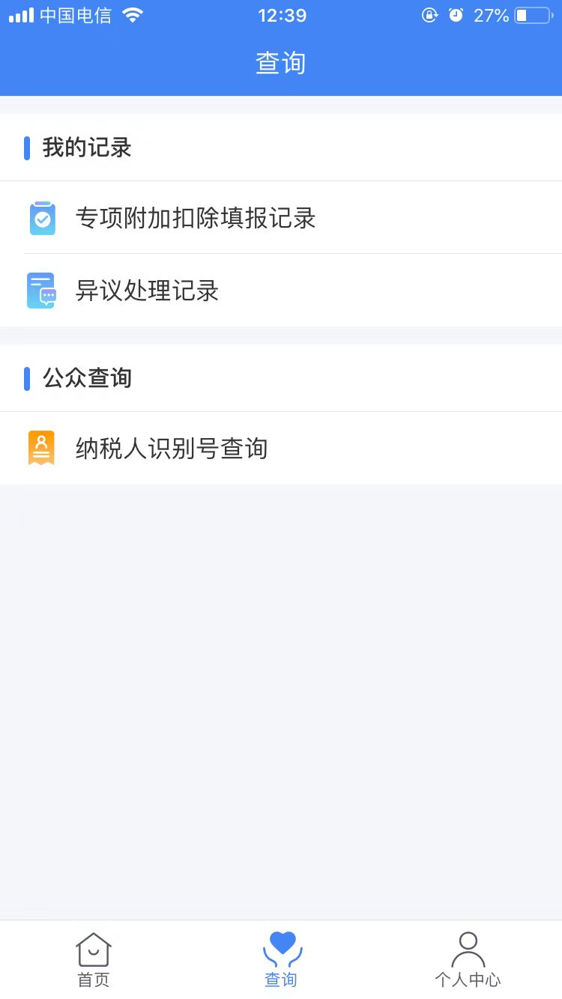 中国电信 12:39 27%
查询
我的记录
专项附加扣除填报记录
异议处理记录
公众查询
纳税人识别号查询
首页 查询 个人中心